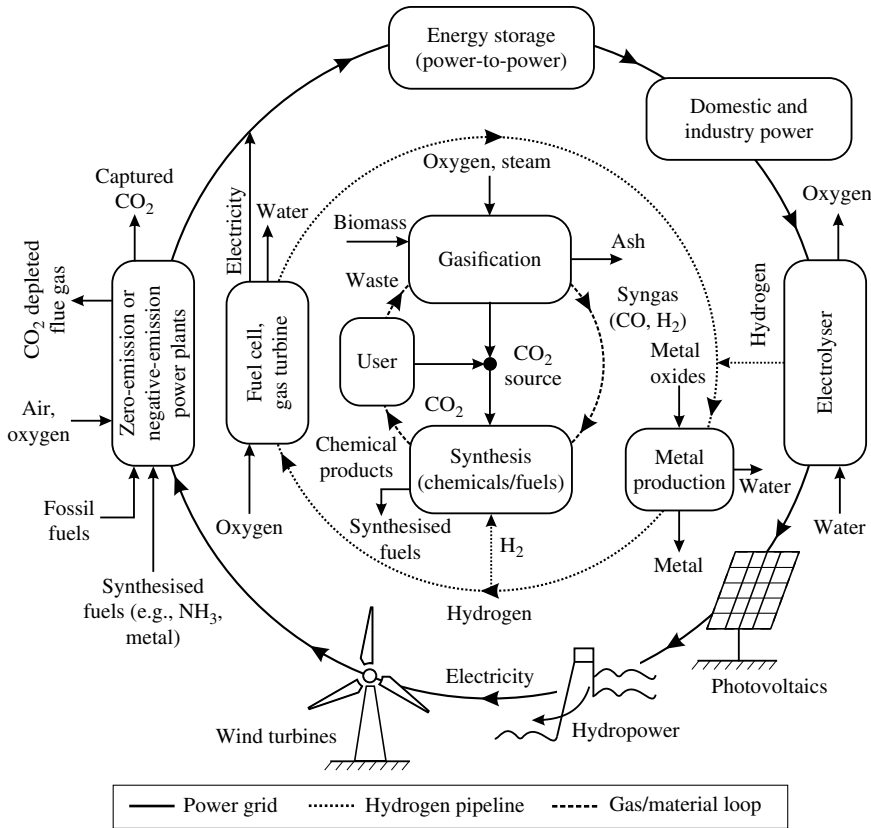 Energy storage
(power-to-power)
Domestic and
industry power
Captured
CO2
Oxygen
Electricity
Water
Oxygen, steam
Biomass
Gasification
Ash
CO2 depleted
flue gas
Zero-emission or
negative-emission
power plants
Fuel cell,
gas turbine
Waste
Syngas
(CO, H2)
Hydrogen
Electrolyser
User
CO2
source
Metal
oxides
Air,
oxygen
CO2
Chemical
products
Synthesis
(chemicals/fuels)
Metal
production
Water
Fossil
fuels
Oxygen
Synthesised
fuels
H2
Water
Metal
Synthesised
fuels (e.g., NH3,
metal)
Hydrogen
Electricity
Photovoltaics
Wind turbines
Hydropower
Power grid
Hydrogen pipeline
Gas/material loop